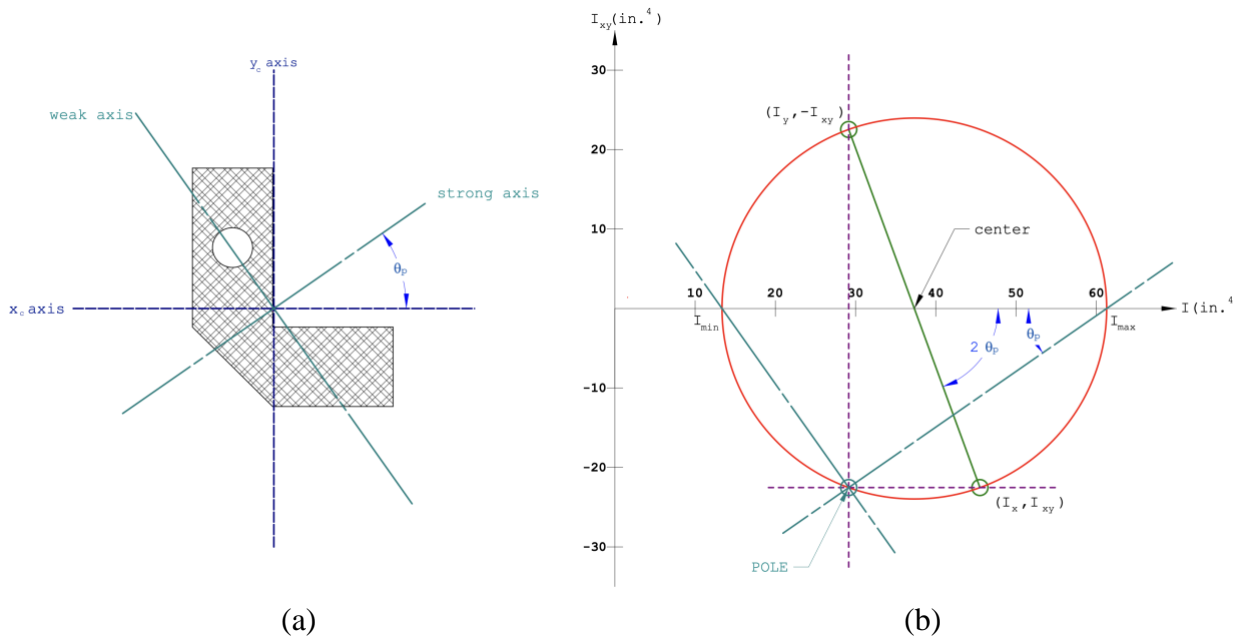 y_c axis
weak axis
strong axis
θ_P
x_c axis
(a)
I_xy(in.^4)
30
20
10
-10
-20
-30
(I_y,-I_xy)
center
10
20
30
40
50
60
I(in.^4
I_min
I_max
2 θ_P
θ_P
(I_x,I_xy)
POLE
(b)